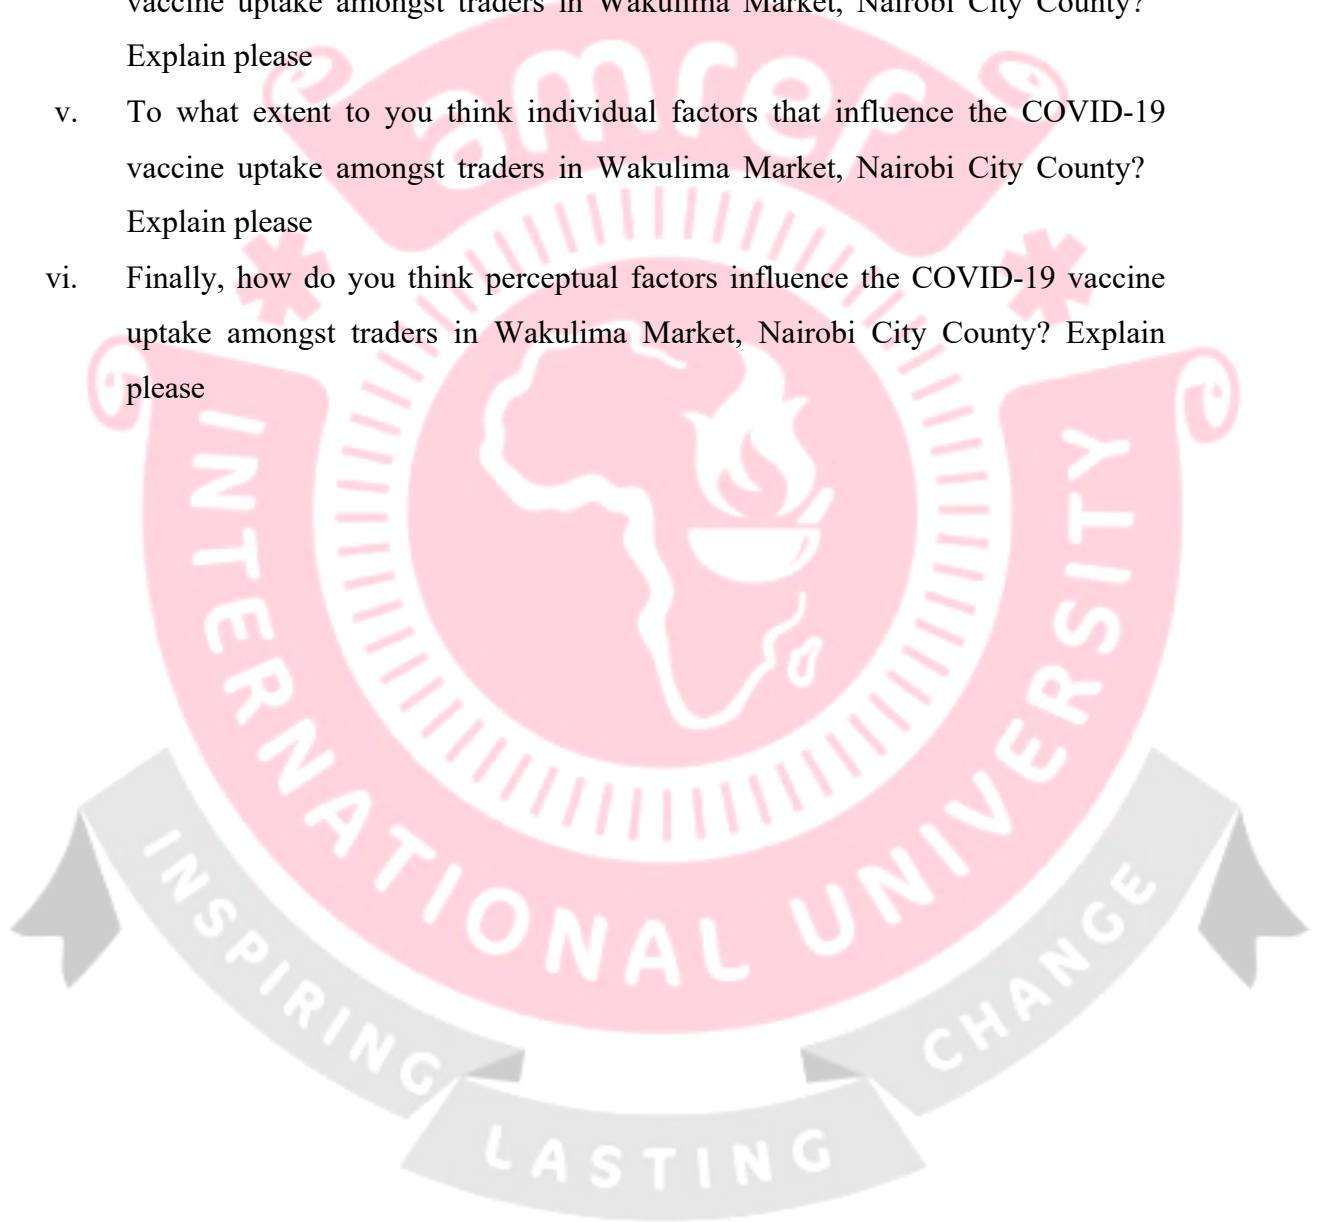 vaccine uptake amongst traders in Wakulima Market, Nairobi City County?
Explain please
v. To what extent to you think individual factors that influence the COVID-19
vaccine uptake amongst traders in Wakulima Market, Nairobi City County?
Explain please
vi. Finally, how do you think perceptual factors influence the COVID-19 vaccine
uptake amongst traders in Wakulima Market, Nairobi City County? Explain
please
amref
INTERNATIONAL UNIVERSITY
INSPIRING
LASTING
CHANGE